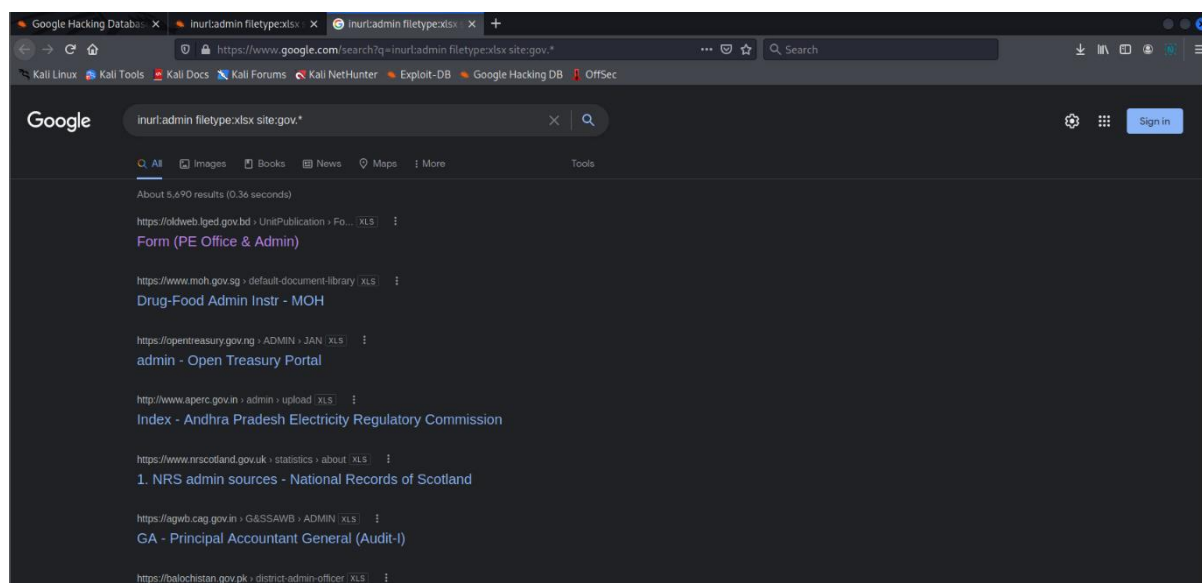 Google Hacking Databas
inurl:admin filetype:xlsx s
inurl:admin filetype:xlsx s
https://www.google.com/search?q=inurl:admin filetype:xlsx site:gov.*
Search
Kali Linux Kali Tools Kali Docs Kali Forums Kali NetHunter Exploit-DB Google Hacking DB OffSec
Google
inurl:admin filetype:xlsx site:gov.*
Sign in
All Images Books News Maps More Tools
About 5,690 results (0.36 seconds)
https://oldweb.lged.gov.bd › UnitPublication › Fo... XLS
Form (PE Office & Admin)
https://www.moh.gov.sg › default-document-library XLS
Drug-Food Admin Instr - MOH
https://opentreasury.gov.ng › ADMIN › JAN XLS
admin - Open Treasury Portal
http://www.aperc.gov.in › admin › upload XLS
Index - Andhra Pradesh Electricity Regulatory Commission
https://www.nrscotland.gov.uk › statistics › about XLS
1. NRS admin sources - National Records of Scotland
https://agwb.cag.gov.in › G&SSAWB › ADMIN XLS
GA - Principal Accountant General (Audit-I)
https://balochistan.gov.pk › district-admin-officer XLS